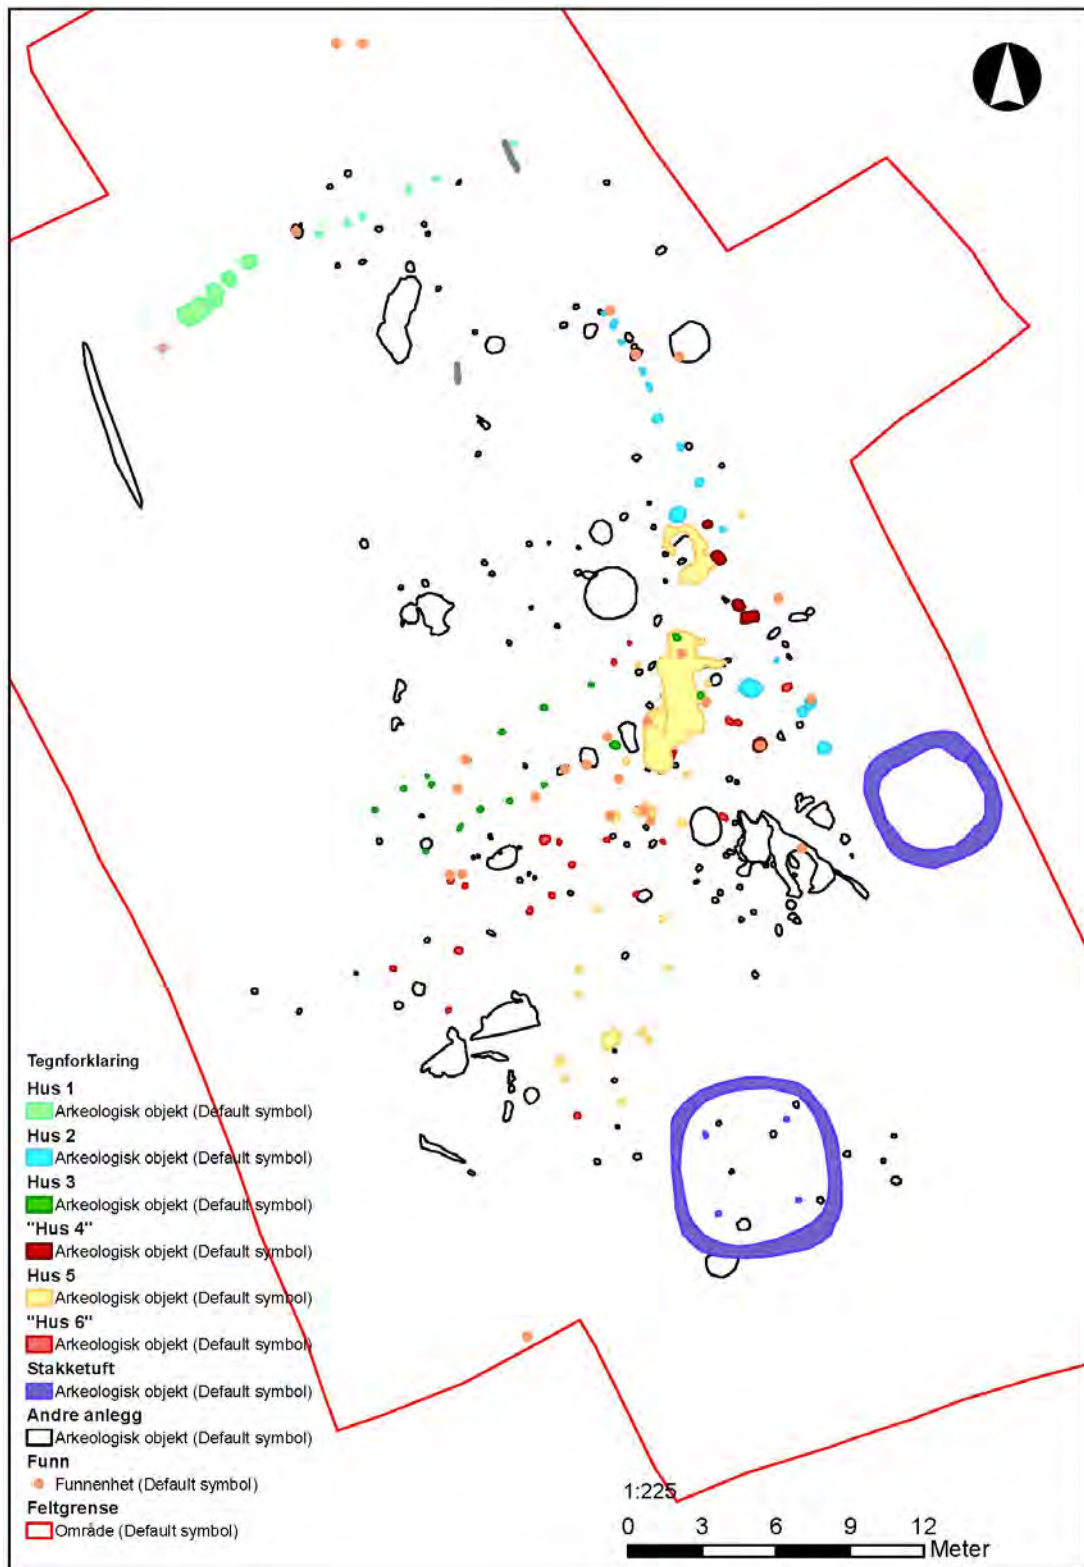 Tegnforklaring
Hus 1
Arkeologisk objekt (Default symbol)
Hus 2
Arkeologisk objekt (Default symbol)
Hus 3
Arkeologisk objekt (Default symbol)
"Hus 4"
Arkeologisk objekt (Default symbol)
Hus 5
Arkeologisk objekt (Default symbol)
"Hus 6"
Arkeologisk objekt (Default symbol)
Stakketuft
Arkeologisk objekt (Default symbol)
Andre anlegg
Arkeologisk objekt (Default symbol)
Funn
Funnenhet (Default symbol)
Feltgrense
Område (Default symbol)
1:225
0 3 6 9 12
Meter